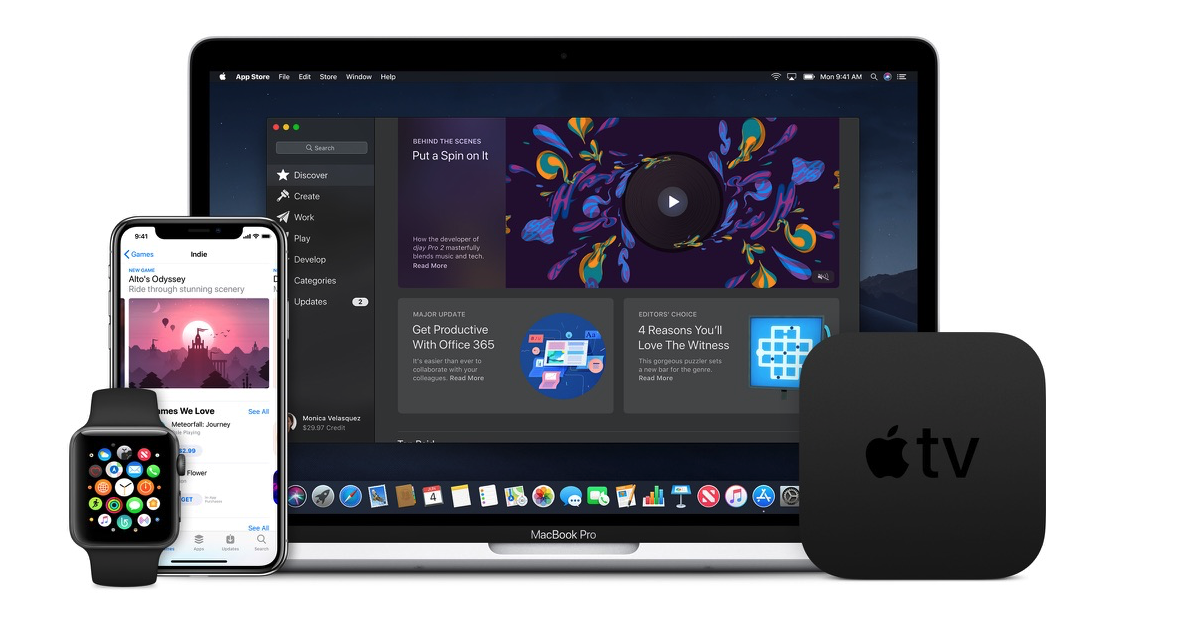 App Store File Edit Store Window Help
Mon 9:41 AM
Search
Discover
Create
Work
Play
Develop
Categories
Updates 2
Monica Velasquez
$29.97 Credit
BEHIND THE SCENES
Put a Spin on It
How the developer of
djay Pro 2 masterfully
blends music and tech.
Read More
MAJOR UPDATE
Get Productive
With Office 365
It's easier than ever to
collaborate with your
colleagues. Read More
EDITORS' CHOICE
4 Reasons You'll
Love The Witness
This gorgeous puzzler sets
a new bar for the genre.
Read More
4
MacBook Pro
9:41
Games Indie
NEW GAME
Alto's Odyssey
Ride through stunning scenery
ames We Love See All
Meteorfall: Journey
Playing
$2.99
Flower
GET
In-App
Purchases
See All
Apps Updates Search
tv